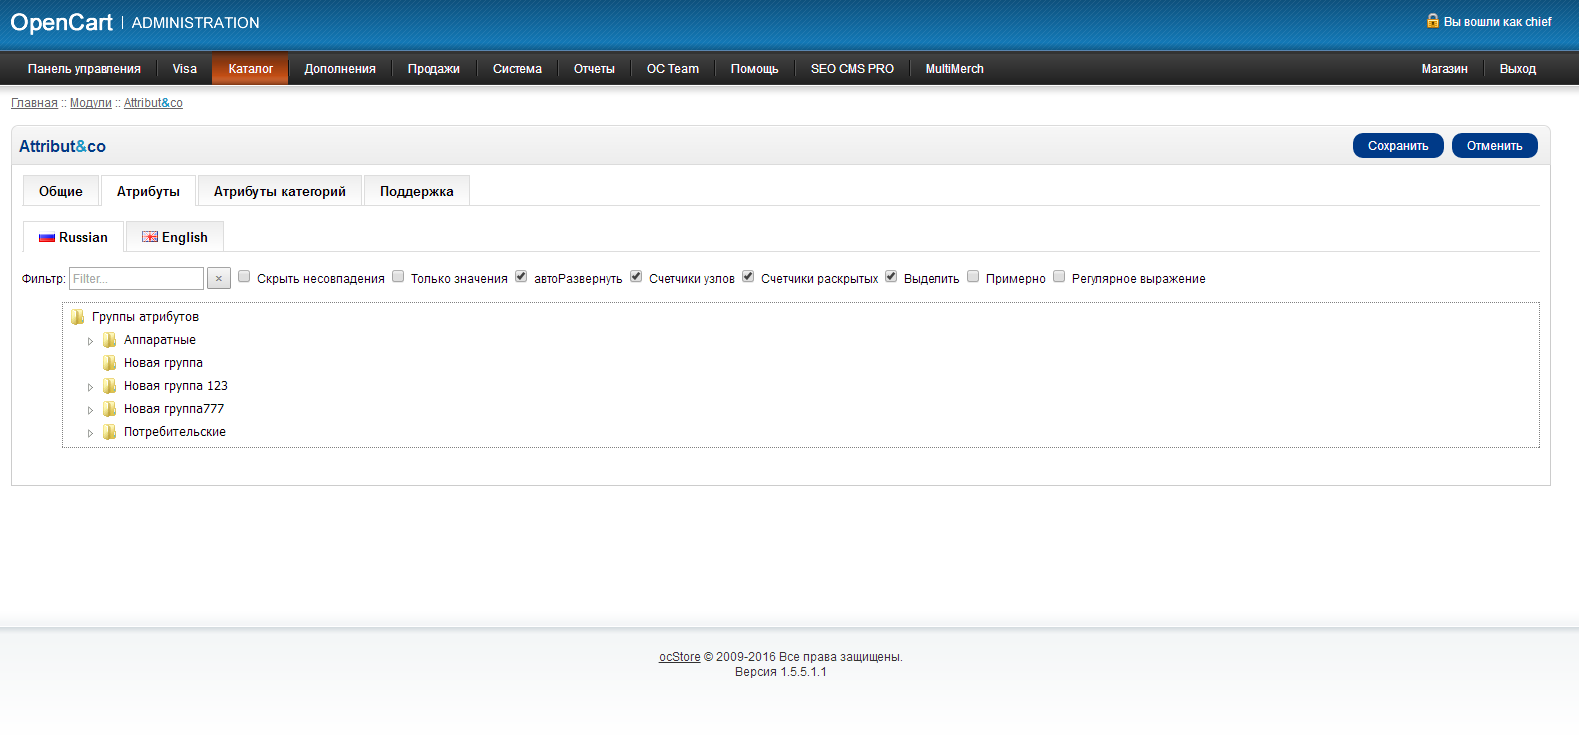 OpenCart | ADMINISTRATION Вы вошли как chief
Панель управления Visa Каталог Дополнения Продажи Система Отчеты OC Team Помощь SEO CMS PRO MultiMerch Магазин Выход
Главная :: Модули :: Attribut&co
Attribut&co Сохранить Отменить
Общие Атрибуты Атрибуты категорий Поддержка
Russian English
Фильтр: Filter... × Скрыть несовпадения Только значения автоРазвернуть Счетчики узлов Счетчики раскрытых Выделить Примерно Регулярное выражение
Группы атрибутов
Аппаратные
Новая группа
Новая группа 123
Новая группа777
Потребительские
ocStore © 2009-2016 Все права защищены.
Версия 1.5.5.1.1